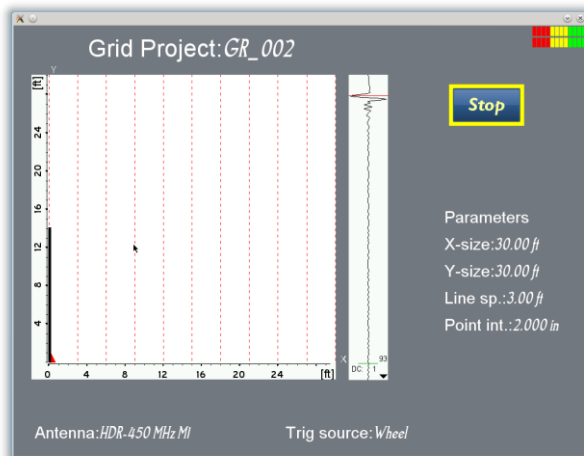 Grid Project:GR_002
Y
[ft]
24
20
16
12
8
4
0 4 8 12 16 20 24 [ft]
X
93
DC: 1
Stop
Parameters
X-size:30.00 ft
Y-size:30.00 ft
Line sp.:3.00 ft
Point int.:2.000 in
Antenna:HDR-450 MHz MI
Trig source:Wheel